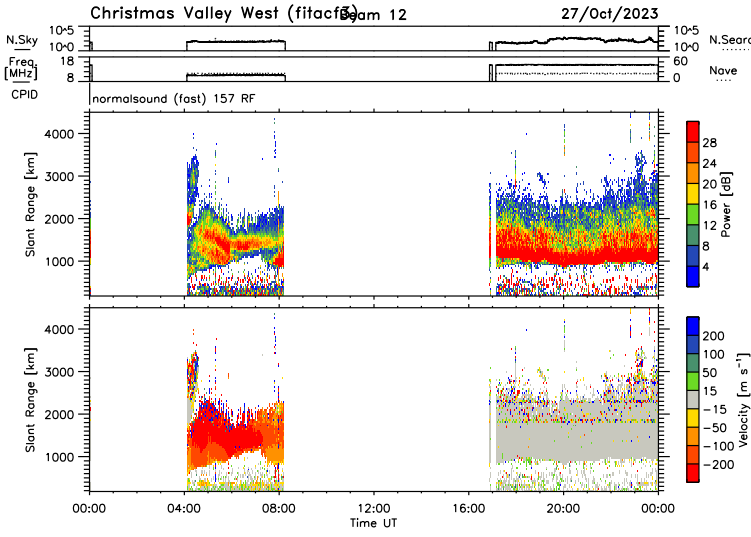 Christmas Valley West (fitacf3) Beam 12 27/Oct/2023
N.Sky 10^5 10^0 10^5 10^0 N.Sear
Freq. [MHz] 18 8 60 0 Nave
CPID normalsound (fast) 157 RF
Slant Range [km] 4000 3000 2000 1000
Power [dB] 28 24 20 16 12 8 4
Slant Range [km] 4000 3000 2000 1000
Velocity [m s⁻¹] 200 100 50 15 -15 -50 -100 -200
00:00 04:00 08:00 12:00 16:00 20:00 00:00
Time UT